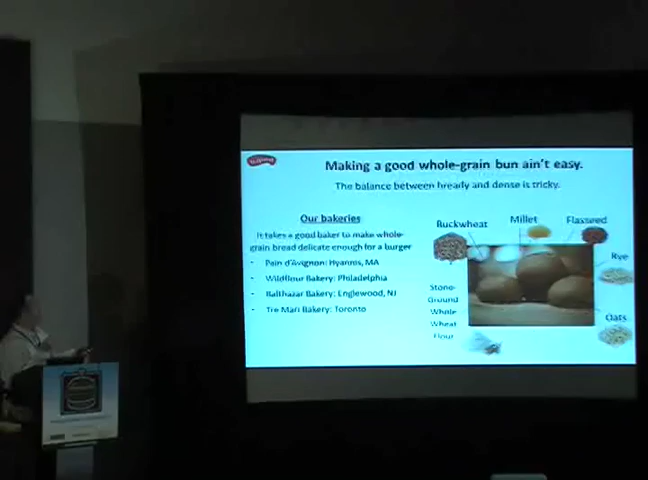 Making a good whole-grain bun ain't easy.
The balance between bready and dense is tricky.
Our bakeries
It takes a good baker to make whole-
grain bread delicate enough for a burger
- Pain d'Avignon: Hyannis, MA
- Wildflour Bakery: Philadelphia
- Balthazar Bakery: Englewood, NJ
- Tre Mari Bakery: Toronto
Buckwheat
Millet
Flaxseed
Rye
Oats
Stone-
Ground
Whole
Wheat
Flour